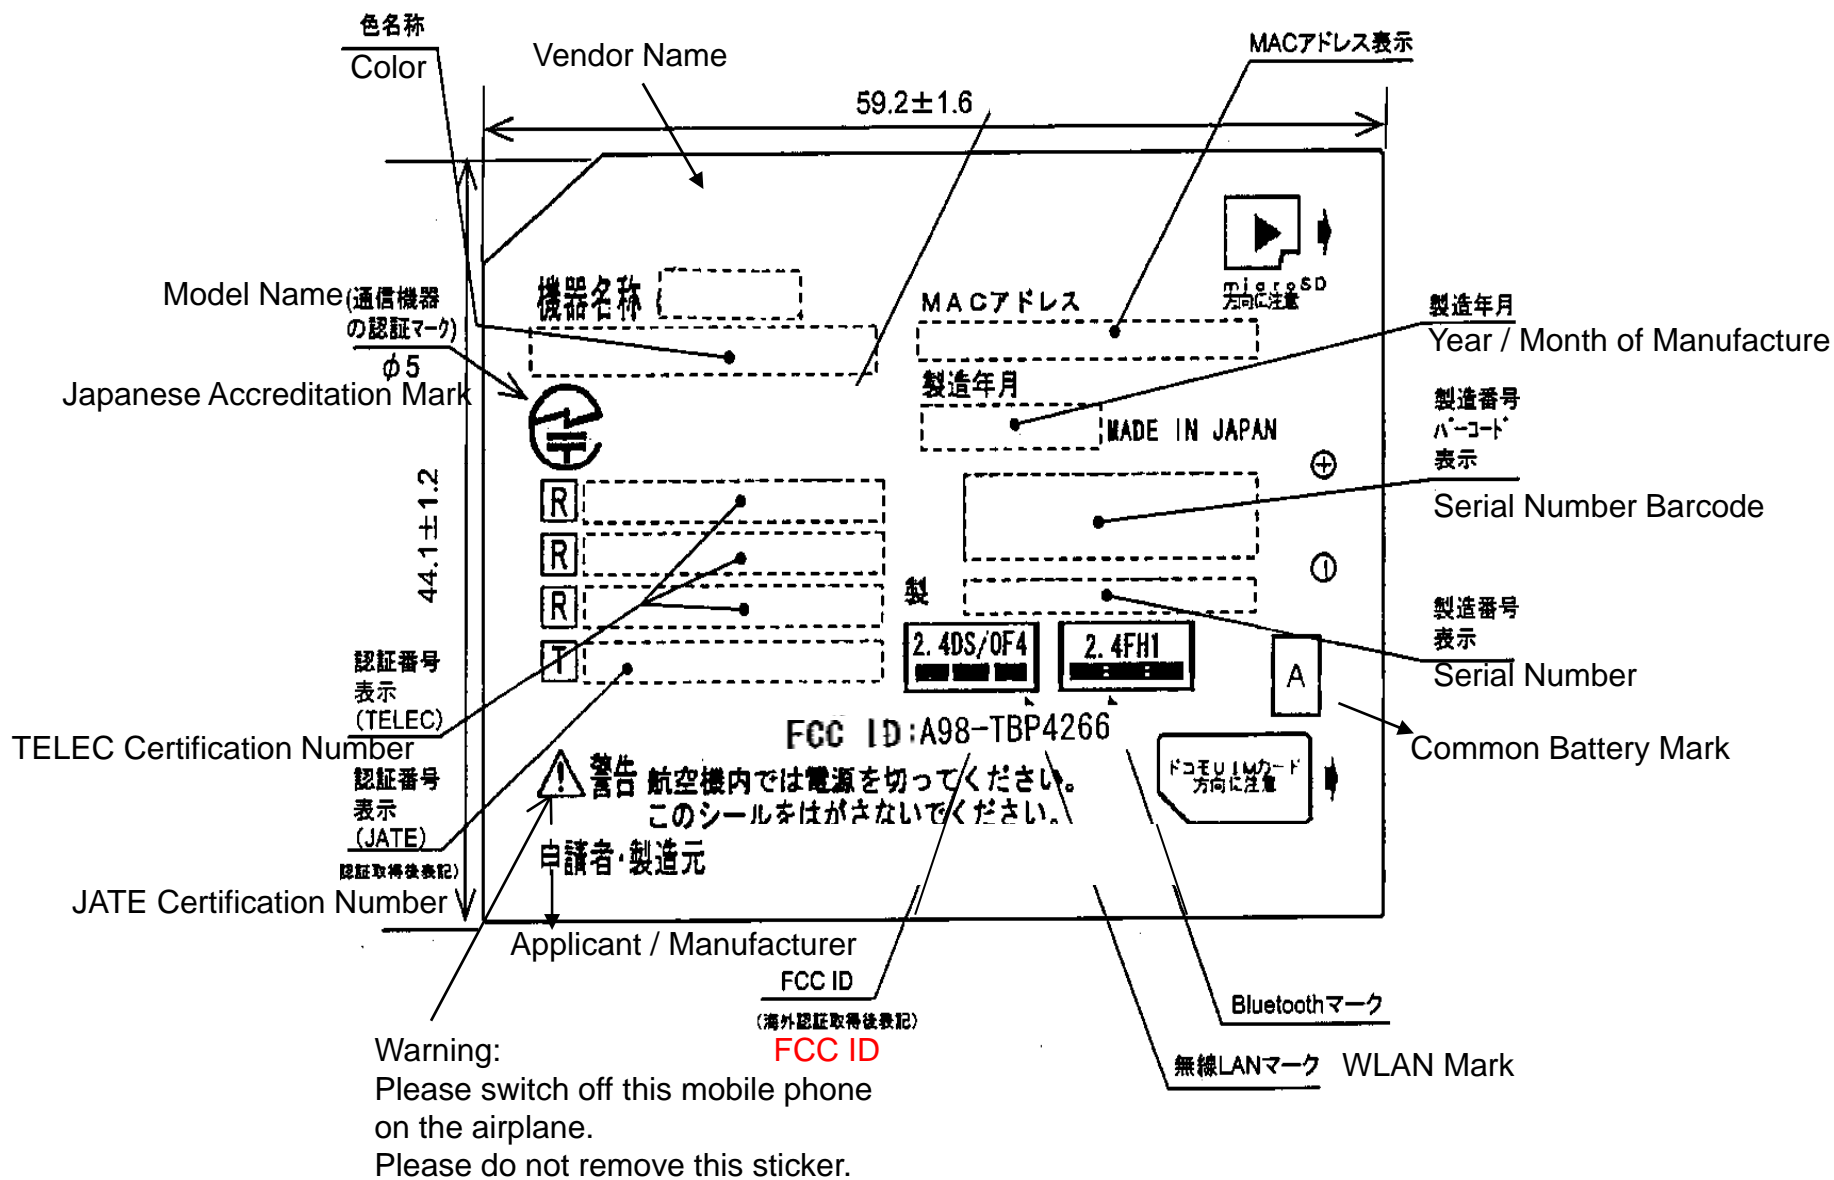 色名称
Color
Vendor Name
MACアドレス表示
59.2±1.6
microSD
方向に注意
Model Name
(通信機器
の認証マーク)
φ5
機器名称
MACアドレス
製造年月
Year / Month of Manufacture
Japanese Accreditation Mark
製造年月
MADE IN JAPAN
製造番号
バーコード
表示
Serial Number Barcode
44.1±1.2
R
R
R
T
製
2.4DS/OF4
2.4FH1
A
製造番号
表示
Serial Number
認証番号
表示
(TELEC)
TELEC Certification Number
FCC ID:A98-TBP4266
Common Battery Mark
警告 航空機内では電源を切ってください。
このシールをはがさないでください。
ドコモUIMカード
方向に注意
認証番号
表示
(JATE)
認証取得後表記)
JATE Certification Number
申請者・製造元
Applicant / Manufacturer
FCC ID
(海外認証取得後表記)
FCC ID
Bluetoothマーク
無線LANマーク WLAN Mark
Warning:
Please switch off this mobile phone
on the airplane.
Please do not remove this sticker.